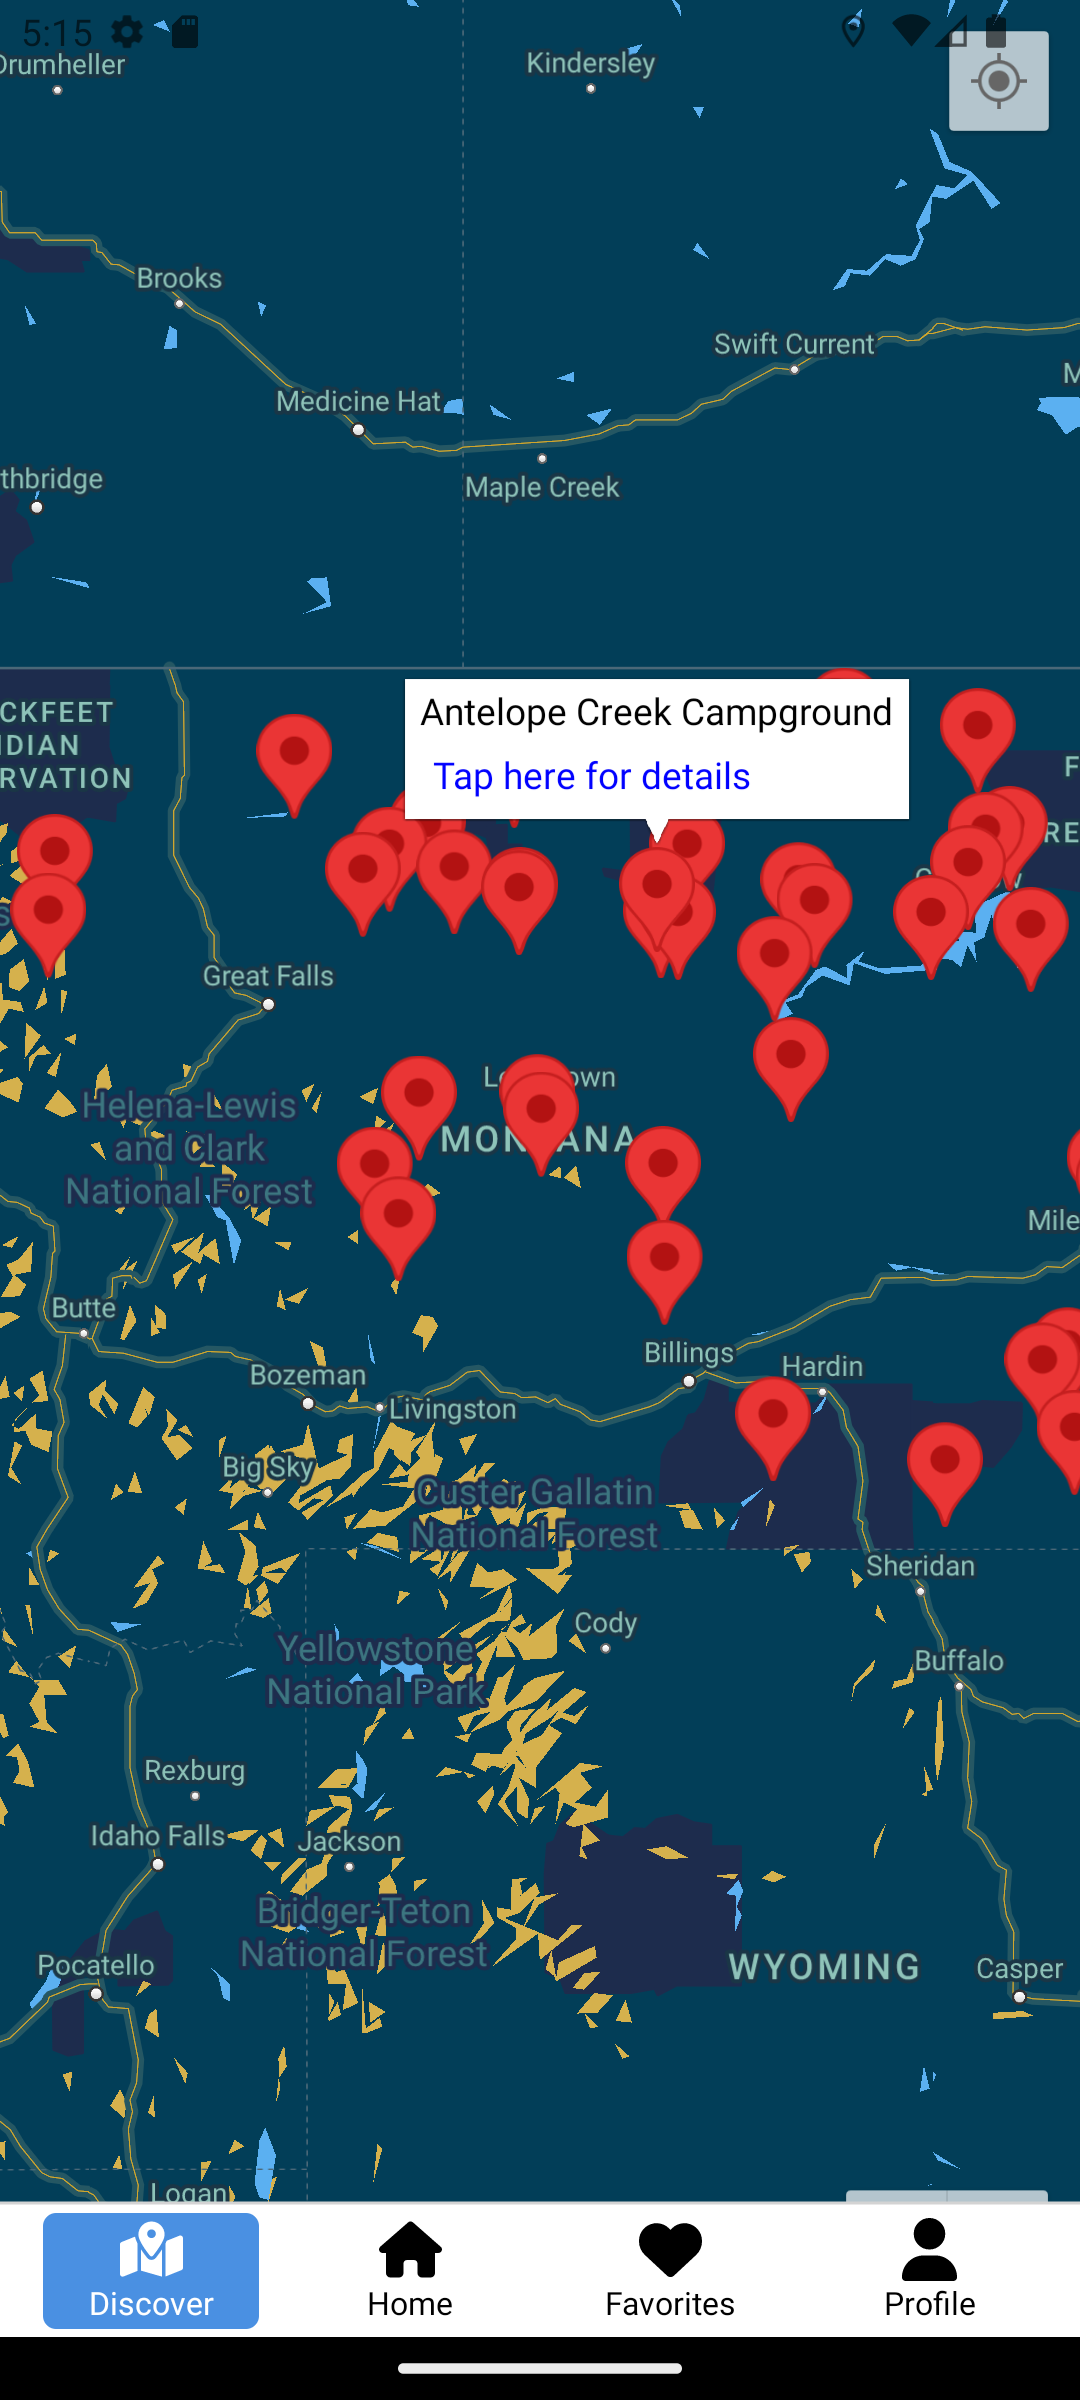 5:15
Drumheller
Kindersley
Brooks
Swift Current
M
Medicine Hat
thbridge
Maple Creek
CKFEET
NDIAN
RVATION
Antelope Creek Campground
Tap here for details
F
RE
Great Falls
MONTANA
Helena-Lewis
and Clark
National Forest
Mile
Butte
Billings
Hardin
Bozeman
Livingston
Big Sky
Custer Gallatin
National Forest
Sheridan
Cody
Buffalo
Yellowstone
National Park
Rexburg
Idaho Falls
Jackson
Bridger-Teton
National Forest
Pocatello
WYOMING
Casper
Logan
Discover
Home
Favorites
Profile